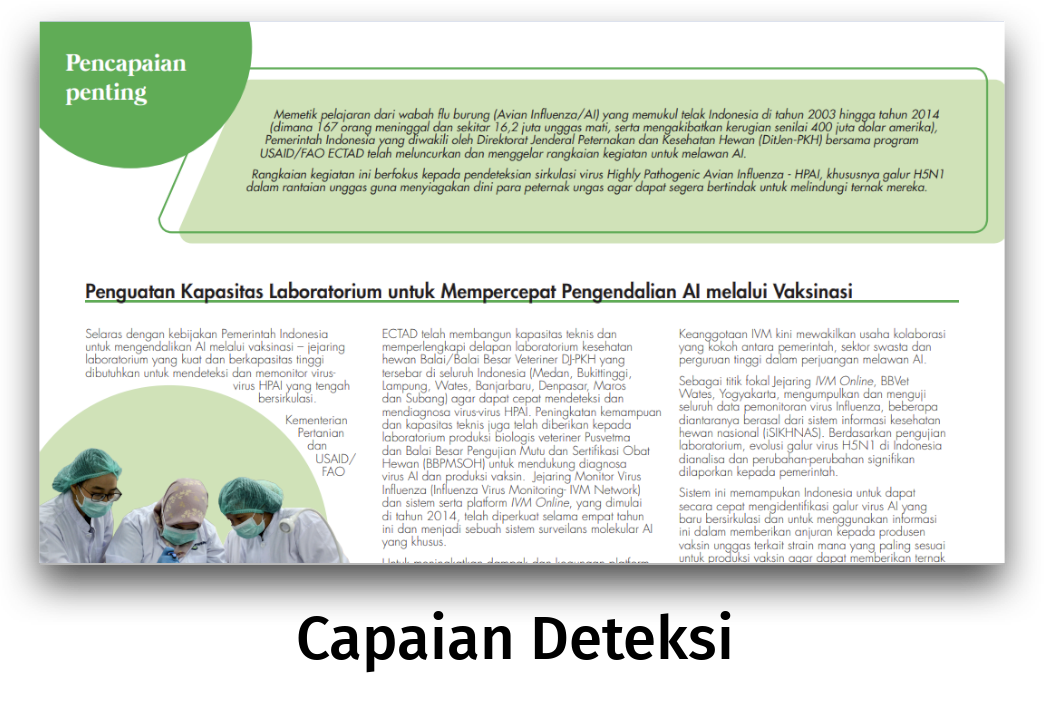 Pencapaian
penting
Memetik pelajaran dari wabah flu burung (Avian Influenza/AI) yang memukul telak Indonesia di tahun 2003 hingga tahun 2014
(dimana 167 orang meninggal dan sekitar 16,2 juta unggas mati, serta mengakibatkan kerugian senilai 400 juta dolar amerika),
Pemerintah Indonesia yang diwakili oleh Direktorat Jenderal Peternakan dan Kesehatan Hewan (DitJen-PKH) bersama program
USAID/FAO ECTAD telah meluncurkan dan menggelar rangkaian kegiatan untuk melawan AI.
Rangkaian kegiatan ini berfokus kepada pendeteksian sirkulasi virus Highly Pathogenic Avian Influenza - HPAI, khususnya galur H5N1
dalam rantaian unggas guna menyiagakan dini para peternak ungas agar dapat segera bertindak untuk melindungi ternak mereka.
Penguatan Kapasitas Laboratorium untuk Mempercepat Pengendalian AI melalui Vaksinasi
Selaras dengan kebijakan Pemerintah Indonesia
untuk mengendalikan AI melalui vaksinasi – jejaring
laboratorium yang kuat dan berkapasitas tinggi
dibutuhkan untuk mendeteksi dan memonitor virus-
virus HPAI yang tengah
bersirkulasi.
Kementerian
Pertanian
dan
USAID/
FAO
ECTAD telah membangun kapasitas teknis dan
memperlengkapi delapan laboratorium kesehatan
hewan Balai/Balai Besar Veteriner DJ-PKH yang
tersebar di seluruh Indonesia (Medan, Bukittinggi,
Lampung, Wates, Banjarbaru, Denpasar, Maros
dan Subang) agar dapat cepat mendeteksi dan
mendiagnosa virus-virus HPAI. Peningkatan kemampuan
dan kapasitas teknis juga telah diberikan kepada
laboratorium produksi biologis veteriner Pusvetma
dan Balai Besar Pengujian Mutu dan Sertifikasi Obat
Hewan (BBPMSOH) untuk mendukung diagnosa
virus AI dan produksi vaksin. Jejaring Monitor Virus
Influenza (Influenza Virus Monitoring- IVM Network)
dan sistem serta platform IVM Online, yang dimulai
di tahun 2014, telah diperkuat selama empat tahun
ini dan menjadi sebuah sistem surveilans molekular AI
yang khusus.
Untuk meningkatkan dampak dan kegunaan platform
Keanggotaan IVM kini mewakilkan usaha kolaborasi
yang kokoh antara pemerintah, sektor swasta dan
perguruan tinggi dalam perjuangan melawan AI.
Sebagai titik fokal Jejaring IVM Online, BBVet
Wates, Yogyakarta, mengumpulkan dan menguji
seluruh data pemonitoran virus Influenza, beberapa
diantaranya berasal dari sistem informasi kesehatan
hewan nasional (iSIKHNAS). Berdasarkan pengujian
laboratorium, evolusi galur virus H5N1 di Indonesia
dianalisa dan perubahan-perubahan signifikan
dilaporkan kepada pemerintah.
Sistem ini memampukan Indonesia untuk dapat
secara cepat mengidentifikasi galur virus AI yang
baru bersirkulasi dan untuk menggunakan informasi
ini dalam memberikan anjuran kepada produsen
vaksin unggas terkait strain mana yang paling sesuai
untuk produksi vaksin agar dapat memberikan ternak
Capaian Deteksi